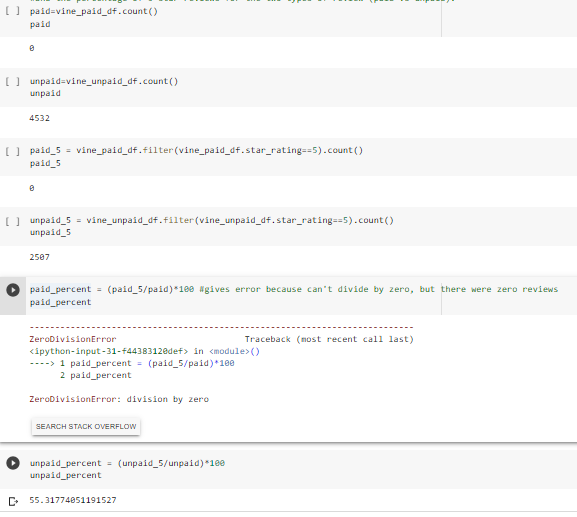 [ ] paid=vine_paid_df.count()
paid
0
[ ] unpaid=vine_unpaid_df.count()
unpaid
4532
[ ] paid_5 = vine_paid_df.filter(vine_paid_df.star_rating==5).count()
paid_5
0
[ ] unpaid_5 = vine_unpaid_df.filter(vine_unpaid_df.star_rating==5).count()
unpaid_5
2507
paid_percent = (paid_5/paid)*100 #gives error because can't divide by zero, but there were zero reviews
paid_percent
---------------------------------------------------------------------------
ZeroDivisionError Traceback (most recent call last)
<ipython-input-31-f44383120def> in <module>()
----> 1 paid_percent = (paid_5/paid)*100
2 paid_percent
ZeroDivisionError: division by zero
SEARCH STACK OVERFLOW
unpaid_percent = (unpaid_5/unpaid)*100
unpaid_percent
55.31774051191527